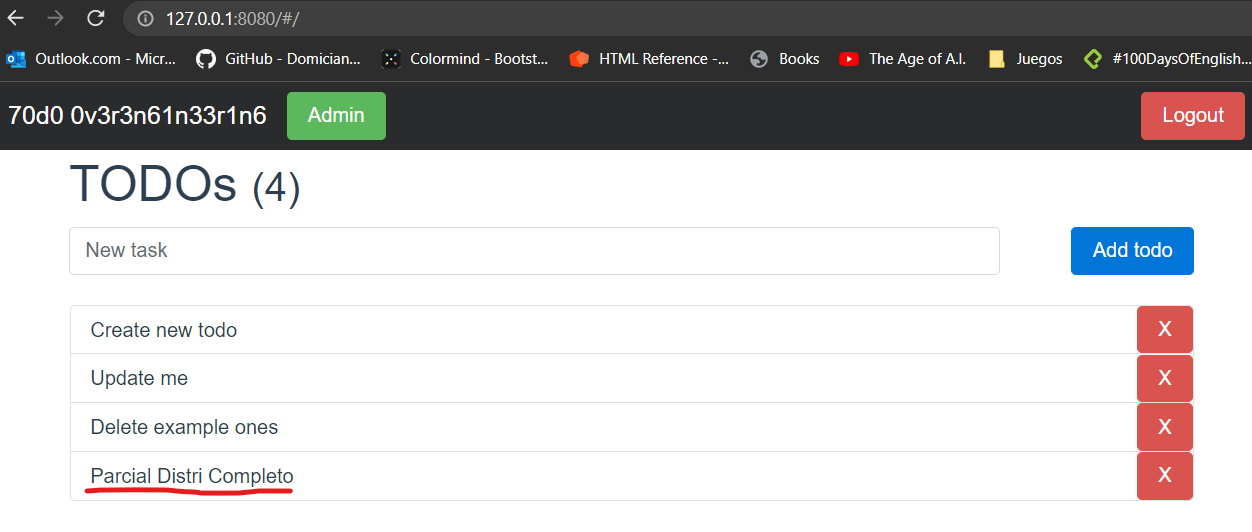 127.0.0.1:8080/#/
Outlook.com - Micr... GitHub - Domician... Colormind - Bootst... HTML Reference -... Books The Age of A.I. Juegos #100DaysOfEnglish...
70d0 0v3r3n61n33r1n6 Admin Logout
TODOs (4)
New task Add todo
Create new todo X
Update me X
Delete example ones X
Parcial Distri Completo X